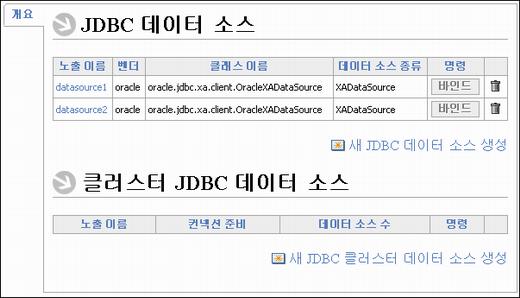 개요
JDBC 데이터 소스
노출 이름 벤더 클래스 이름 데이터 소스 종류 명령
datasource1 oracle oracle.jdbc.xa.client.OracleXADataSource XADataSource 바인드
datasource2 oracle oracle.jdbc.xa.client.OracleXADataSource XADataSource 바인드
새 JDBC 데이터 소스 생성
클러스터 JDBC 데이터 소스
노출 이름 컨넥션 준비 데이터 소스 수 명령
새 JDBC 클러스터 데이터 소스 생성